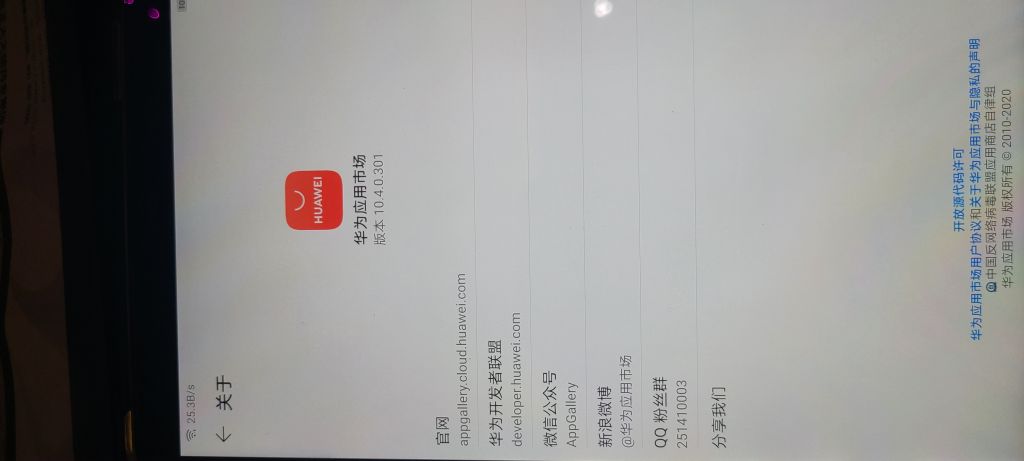 25.3B/s
← 关于
HUAWEI
华为应用市场
版本 10.4.0.301
官网
appgallery.cloud.huawei.com
华为开发者联盟
developer.huawei.com
微信公众号
AppGallery
新浪微博
@华为应用市场
QQ 粉丝群
251410003
分享我们
开放源代码许可
华为应用市场用户协议和关于华为应用市场与隐私的声明
中国反网络病毒联盟应用商店自律组
华为应用市场 版权所有 © 2010-2020